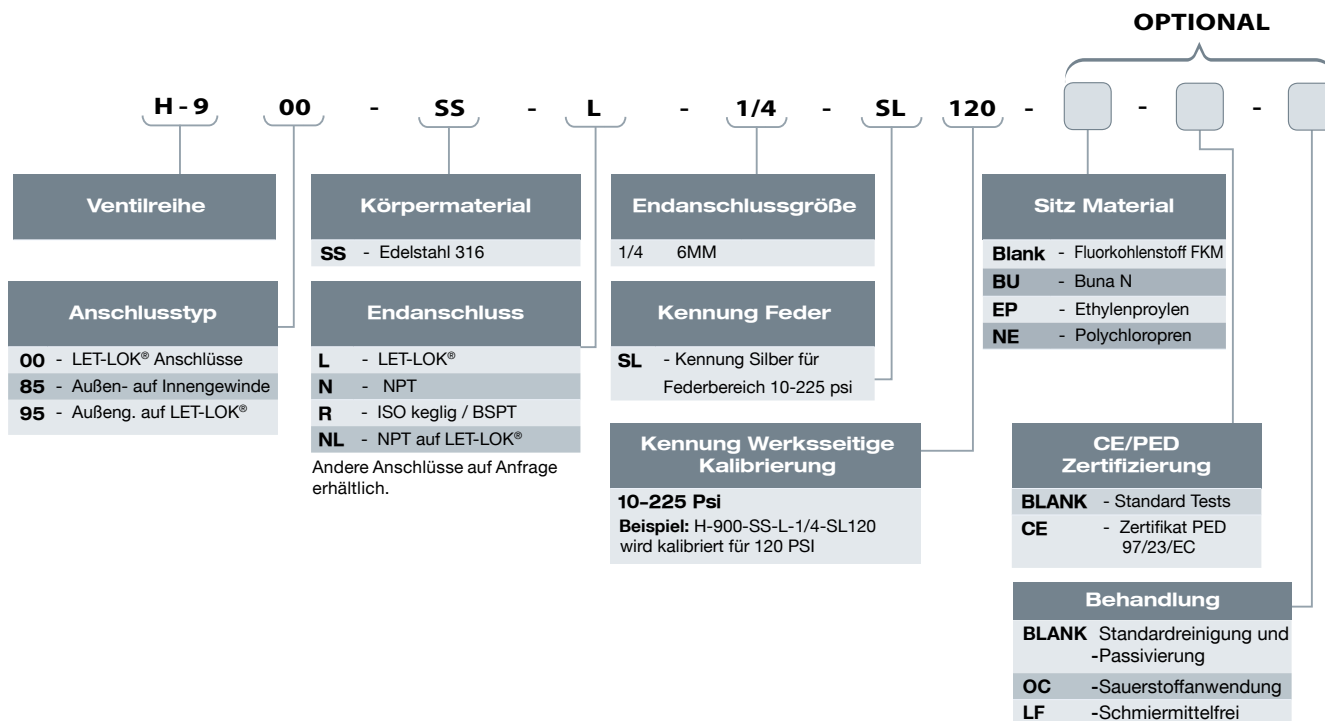 OPTIONAL
H-9 00 - SS - L - 1/4 - SL 120 - - -
Ventilreihe
Anschlusstyp
00 - LET-LOK® Anschlüsse
85 - Außen- auf Innengewinde
95 - Außeng. auf LET-LOK®
Körpermaterial
SS - Edelstahl 316
Endanschluss
L - LET-LOK®
N - NPT
R - ISO keglig / BSPT
NL - NPT auf LET-LOK®
Andere Anschlüsse auf Anfrage
erhältlich.
Endanschlussgröße
1/4 6MM
Kennung Feder
SL - Kennung Silber für
Federbereich 10-225 psi
Kennung Werksseitige
Kalibrierung
10-225 Psi
Beispiel: H-900-SS-L-1/4-SL120
wird kalibriert für 120 PSI
Sitz Material
Blank - Fluorkohlenstoff FKM
BU - Buna N
EP - Ethylenproylen
NE - Polychloropren
CE/PED
Zertifizierung
BLANK - Standard Tests
CE - Zertifikat PED
97/23/EC
Behandlung
BLANK Standardreinigung und
-Passivierung
OC -Sauerstoffanwendung
LF -Schmiermittelfrei